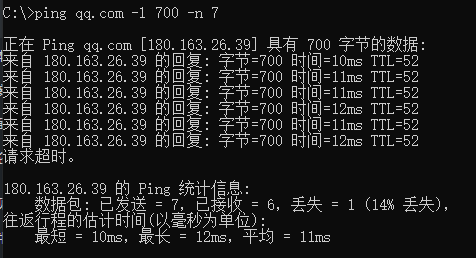 C:\>ping qq.com -l 700 -n 7
正在 Ping qq.com [180.163.26.39] 具有 700 字节的数据:
来自 180.163.26.39 的回复: 字节=700 时间=10ms TTL=52
来自 180.163.26.39 的回复: 字节=700 时间=11ms TTL=52
来自 180.163.26.39 的回复: 字节=700 时间=11ms TTL=52
来自 180.163.26.39 的回复: 字节=700 时间=12ms TTL=52
来自 180.163.26.39 的回复: 字节=700 时间=11ms TTL=52
来自 180.163.26.39 的回复: 字节=700 时间=12ms TTL=52
请求超时。
180.163.26.39 的 Ping 统计信息:
数据包: 已发送 = 7, 已接收 = 6, 丢失 = 1 (14% 丢失),
往返行程的估计时间(以毫秒为单位):
最短 = 10ms, 最长 = 12ms, 平均 = 11ms